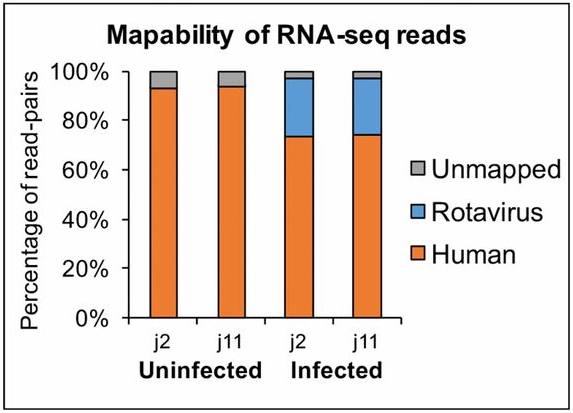 Mapability of RNA-seq reads
Percentage of read-pairs
100%
80%
60%
40%
20%
0%
j2 j11 j2 j11
Uninfected Infected
Unmapped
Rotavirus
Human